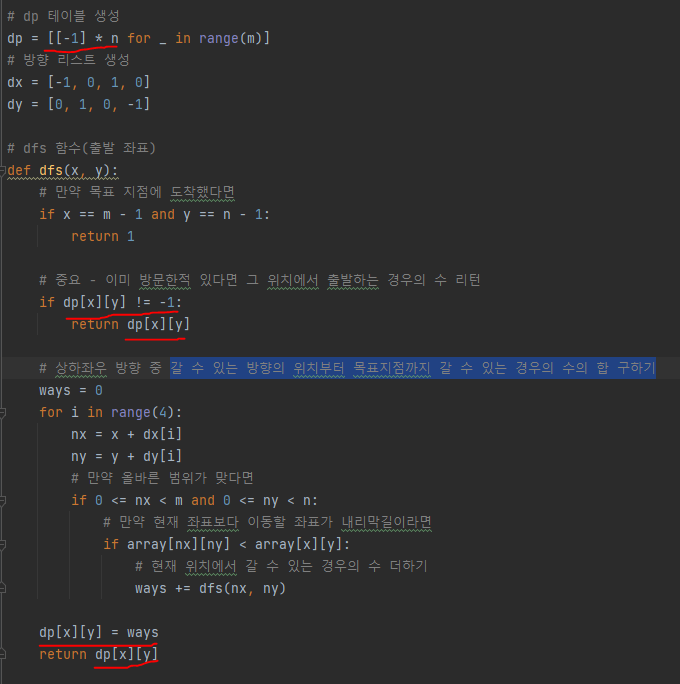 # dp 테이블 생성
dp = [[-1] * n for _ in range(m)]
# 방향 리스트 생성
dx = [-1, 0, 1, 0]
dy = [0, 1, 0, -1]
# dfs 함수(출발 좌표)
def dfs(x, y):
# 만약 목표 지점에 도착했다면
if x == m - 1 and y == n - 1:
return 1
# 중요 - 이미 방문한적 있다면 그 위치에서 출발하는 경우의 수 리턴
if dp[x][y] != -1:
return dp[x][y]
# 상하좌우 방향 중 갈 수 있는 방향의 위치부터 목표지점까지 갈 수 있는 경우의 수의 합 구하기
ways = 0
for i in range(4):
nx = x + dx[i]
ny = y + dy[i]
# 만약 올바른 범위가 맞다면
if 0 <= nx < m and 0 <= ny < n:
# 만약 현재 좌표보다 이동할 좌표가 내리막길이라면
if array[nx][ny] < array[x][y]:
# 현재 위치에서 갈 수 있는 경우의 수 더하기
ways += dfs(nx, ny)
dp[x][y] = ways
return dp[x][y]